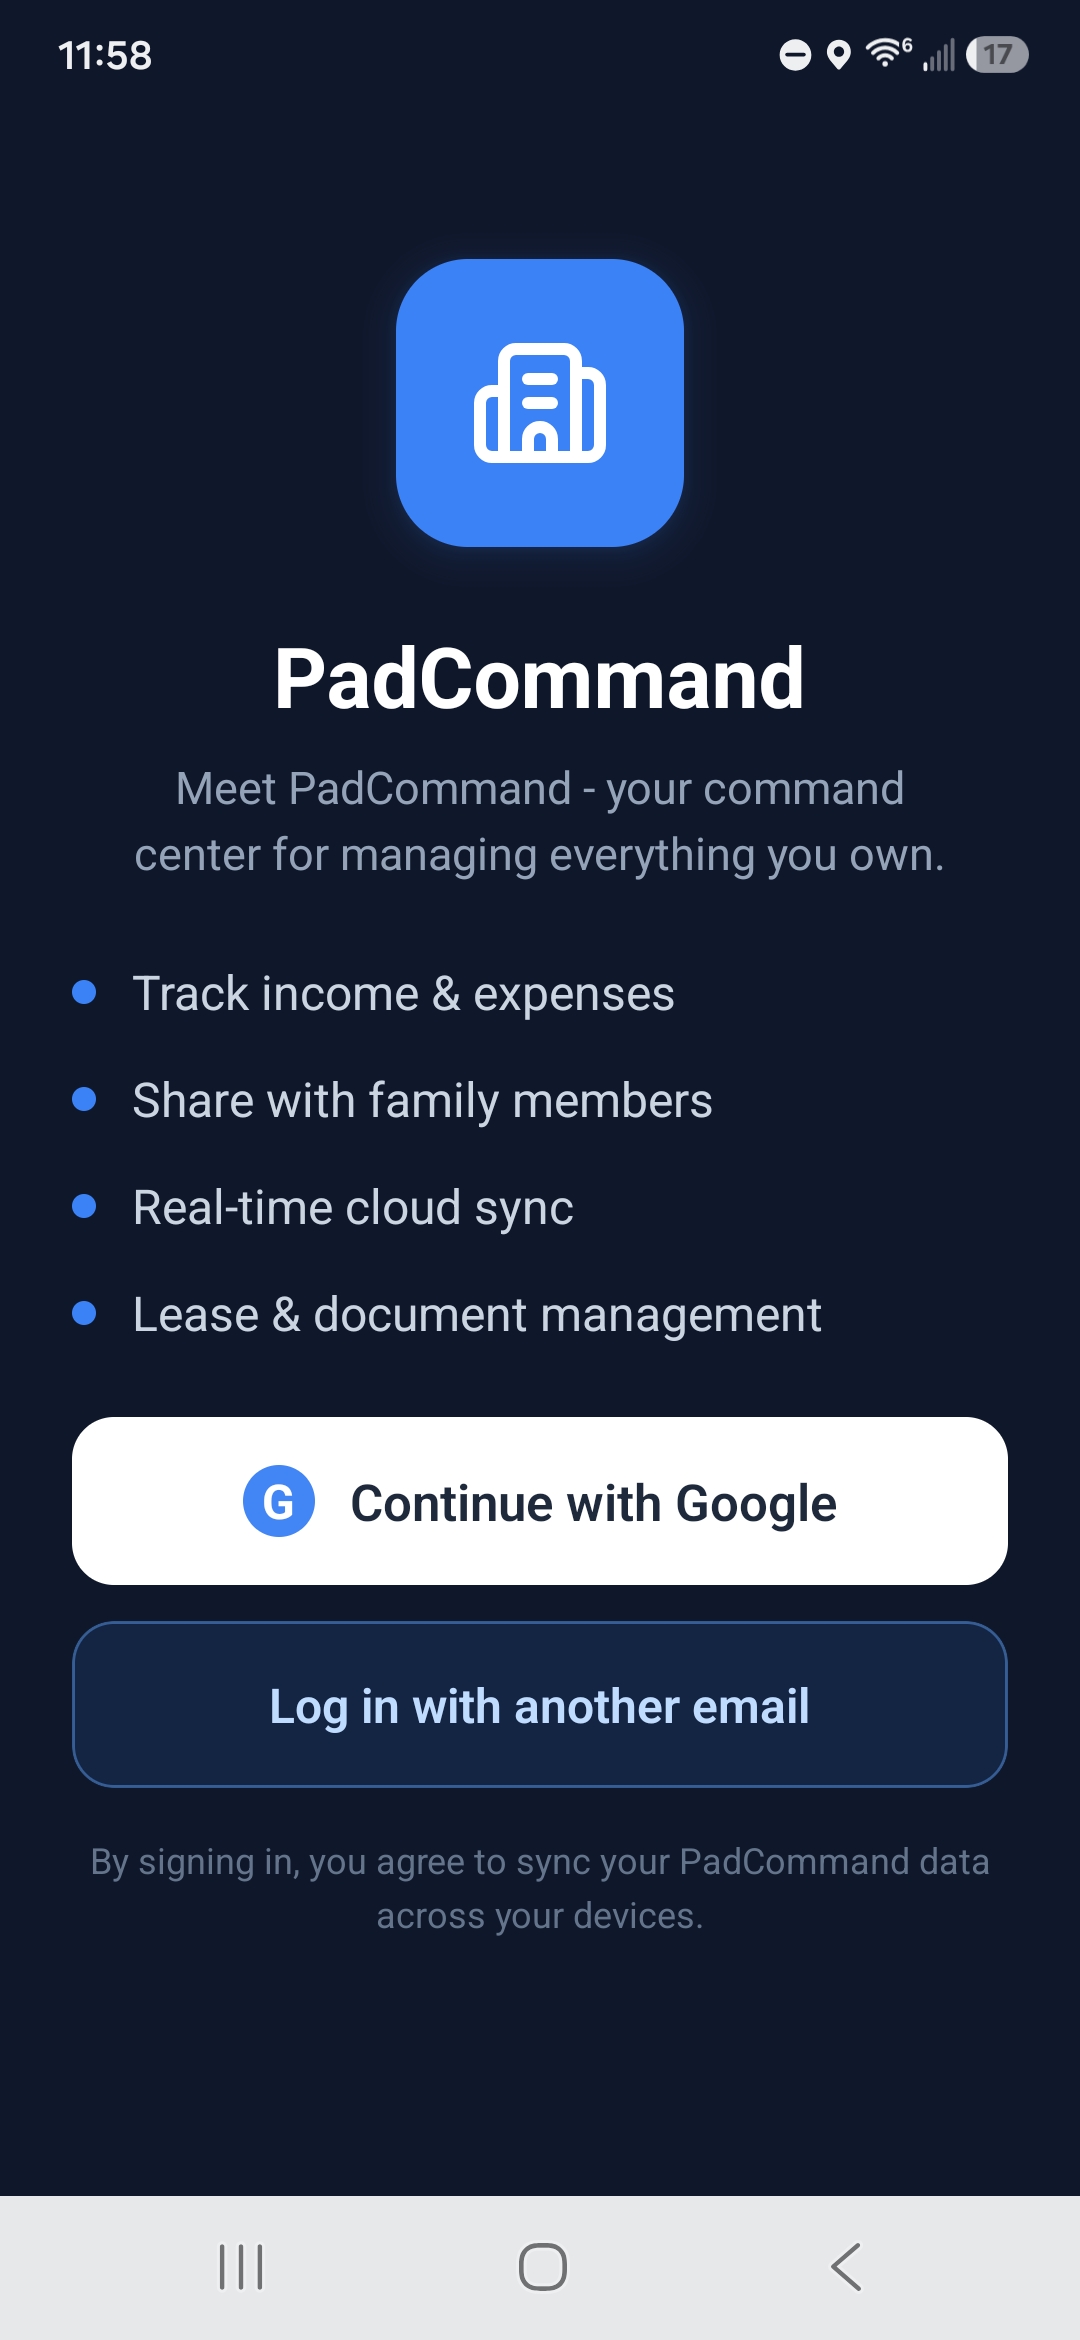 11:58
6
17
PadCommand
Meet PadCommand - your command
center for managing everything you own.
Track income & expenses
Share with family members
Real-time cloud sync
Lease & document management
G Continue with Google
Log in with another email
By signing in, you agree to sync your PadCommand data
across your devices.